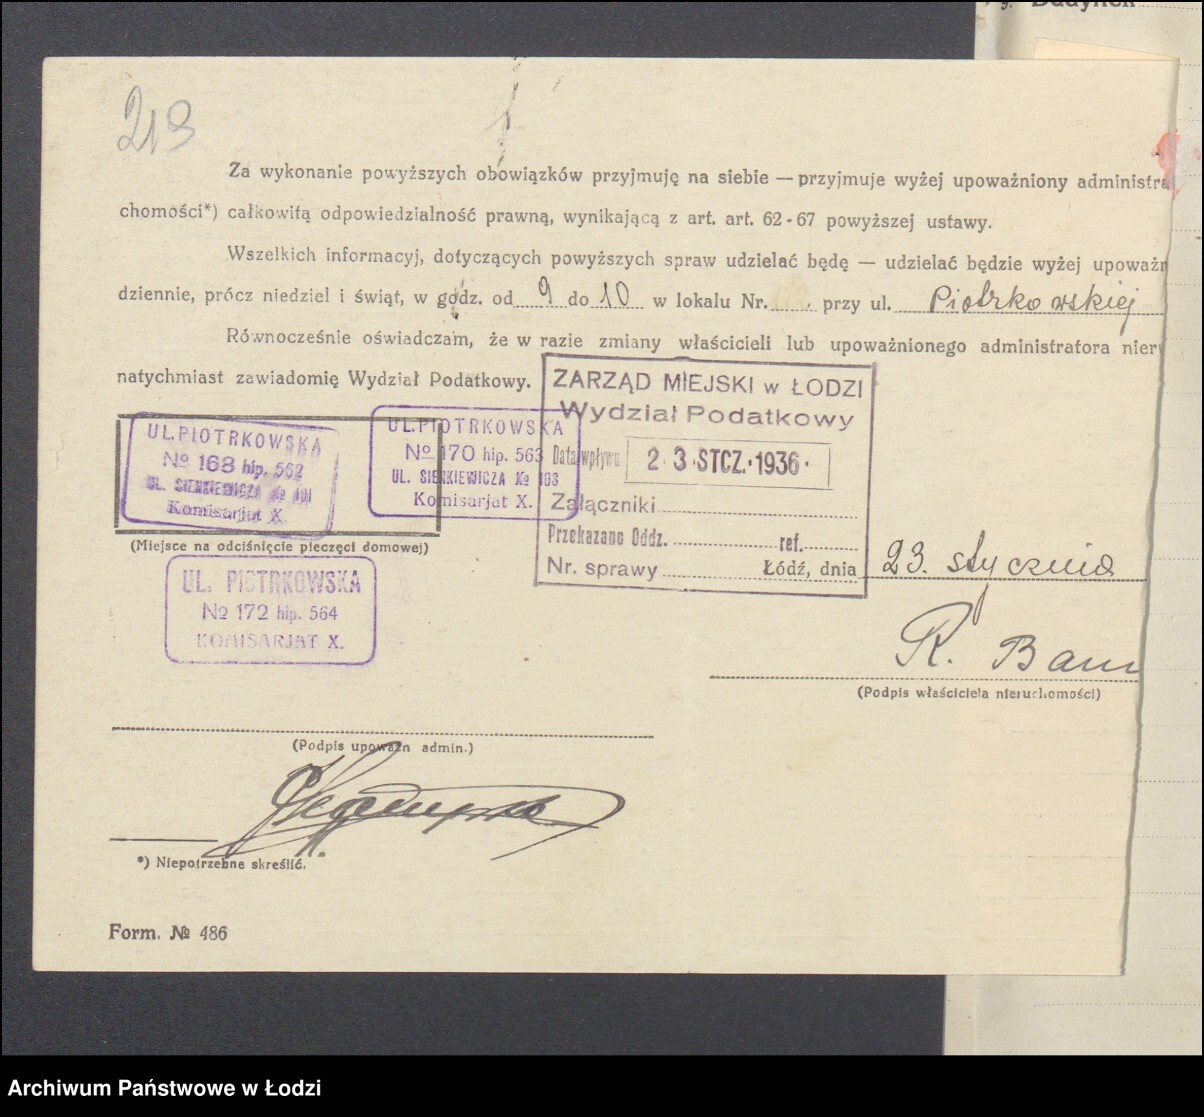 213
Za wykonanie powyższych obowiązków przyjmuję na siebie — przyjmuje wyżej upoważniony administra
chomości*) całkowitą odpowiedzialność prawną, wynikającą z art. art. 62-67 powyższej ustawy.
Wszelkich informacyj, dotyczących powyższych spraw udzielać będę — udzielać będzie wyżej upoważn
dziennie, prócz niedziel i świąt, w godz. od 9 do 10 w lokalu Nr. przy ul. Piotrkowskiej
Równocześnie oświadczam, że w razie zmiany właścicieli lub upoważnionego administratora nier
natychmiast zawiadomię Wydział Podatkowy.
ZARZĄD MIEJSKI w ŁODZI
Wydział Podatkowy
Data wpływu 23 STCZ. 1936
Załączniki
Przekazano Oddz. ref.
Nr. sprawy Łódź, dnia 23. stycznia
UL. PIOTRKOWSKA
№ 168 hip. 562
UL. SIENKIEWICZA № 101
Komisarjat X.
UL. PIOTRKOWSKA
№ 170 hip. 563
UL. SIENKIEWICZA № 103
Komisarjat X.
(Miejsce na odciśnięcie pieczęci domowej)
UL. PIOTRKOWSKA
№ 172 hip. 564
KOMISARJAT X.
R. Bam
(Podpis właściciela nieruchomości)
(Podpis upoważn admin.)
*) Niepotrzebne skreślić.
Form. № 486
g. Budynek
Archiwum Państwowe w Łodzi